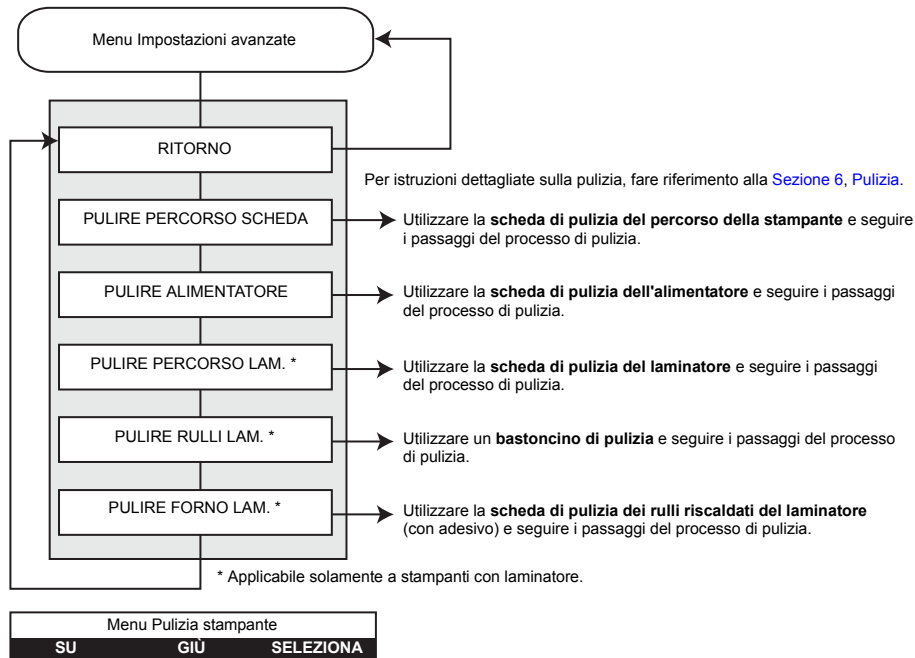 Menu Impostazioni avanzate
RITORNO
Per istruzioni dettagliate sulla pulizia, fare riferimento alla Sezione 6, Pulizia.
PULIRE PERCORSO SCHEDA
Utilizzare la scheda di pulizia del percorso della stampante e seguire
i passaggi del processo di pulizia.
PULIRE ALIMENTATORE
Utilizzare la scheda di pulizia dell'alimentatore e seguire i passaggi
del processo di pulizia.
PULIRE PERCORSO LAM. *
Utilizzare la scheda di pulizia del laminatore e seguire i passaggi
del processo di pulizia.
PULIRE RULLI LAM. *
Utilizzare un bastoncino di pulizia e seguire i passaggi del processo
di pulizia.
PULIRE FORNO LAM. *
Utilizzare la scheda di pulizia dei rulli riscaldati del laminatore
(con adesivo) e seguire i passaggi del processo di pulizia.
* Applicabile solamente a stampanti con laminatore.
Menu Pulizia stampante
SU GIÙ SELEZIONA